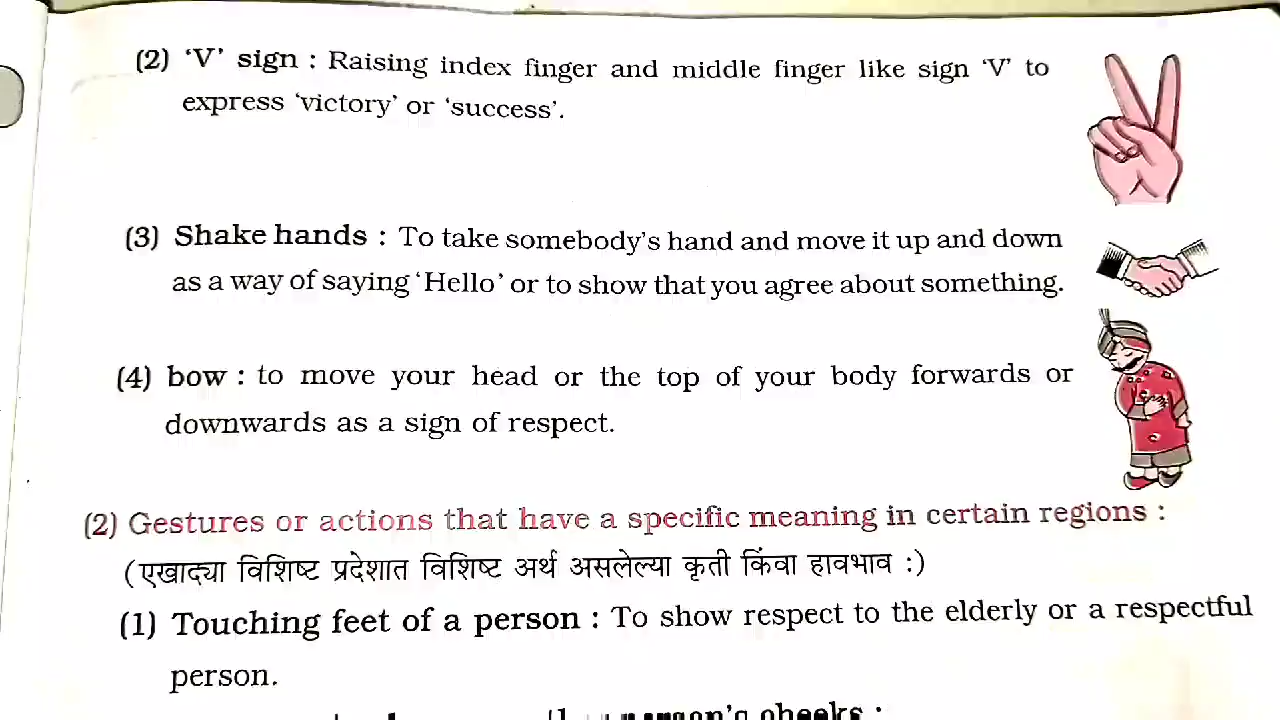 (2) ‘V’ sign : Raising index finger and middle finger like sign ‘V’ to
express ‘victory’ or ‘success’.
(3) Shake hands : To take somebody’s hand and move it up and down
as a way of saying ‘Hello’ or to show that you agree about something.
(4) bow : to move your head or the top of your body forwards or
downwards as a sign of respect.
(2) Gestures or actions that have a specific meaning in certain regions :
(एखाद्या विशिष्ट प्रदेशात विशिष्ट अर्थ असलेल्या कृती किंवा हावभाव :)
(1) Touching feet of a person : To show respect to the elderly or a respectful
person.
person’s cheeks :